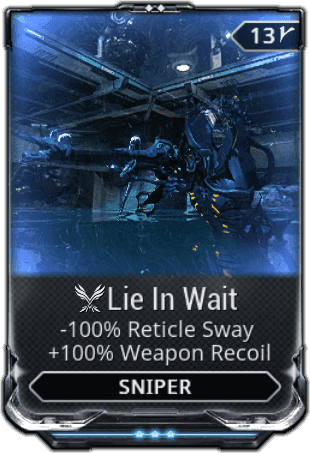 13
Lie In Wait
-100% Reticle Sway
+100% Weapon Recoil
SNIPER